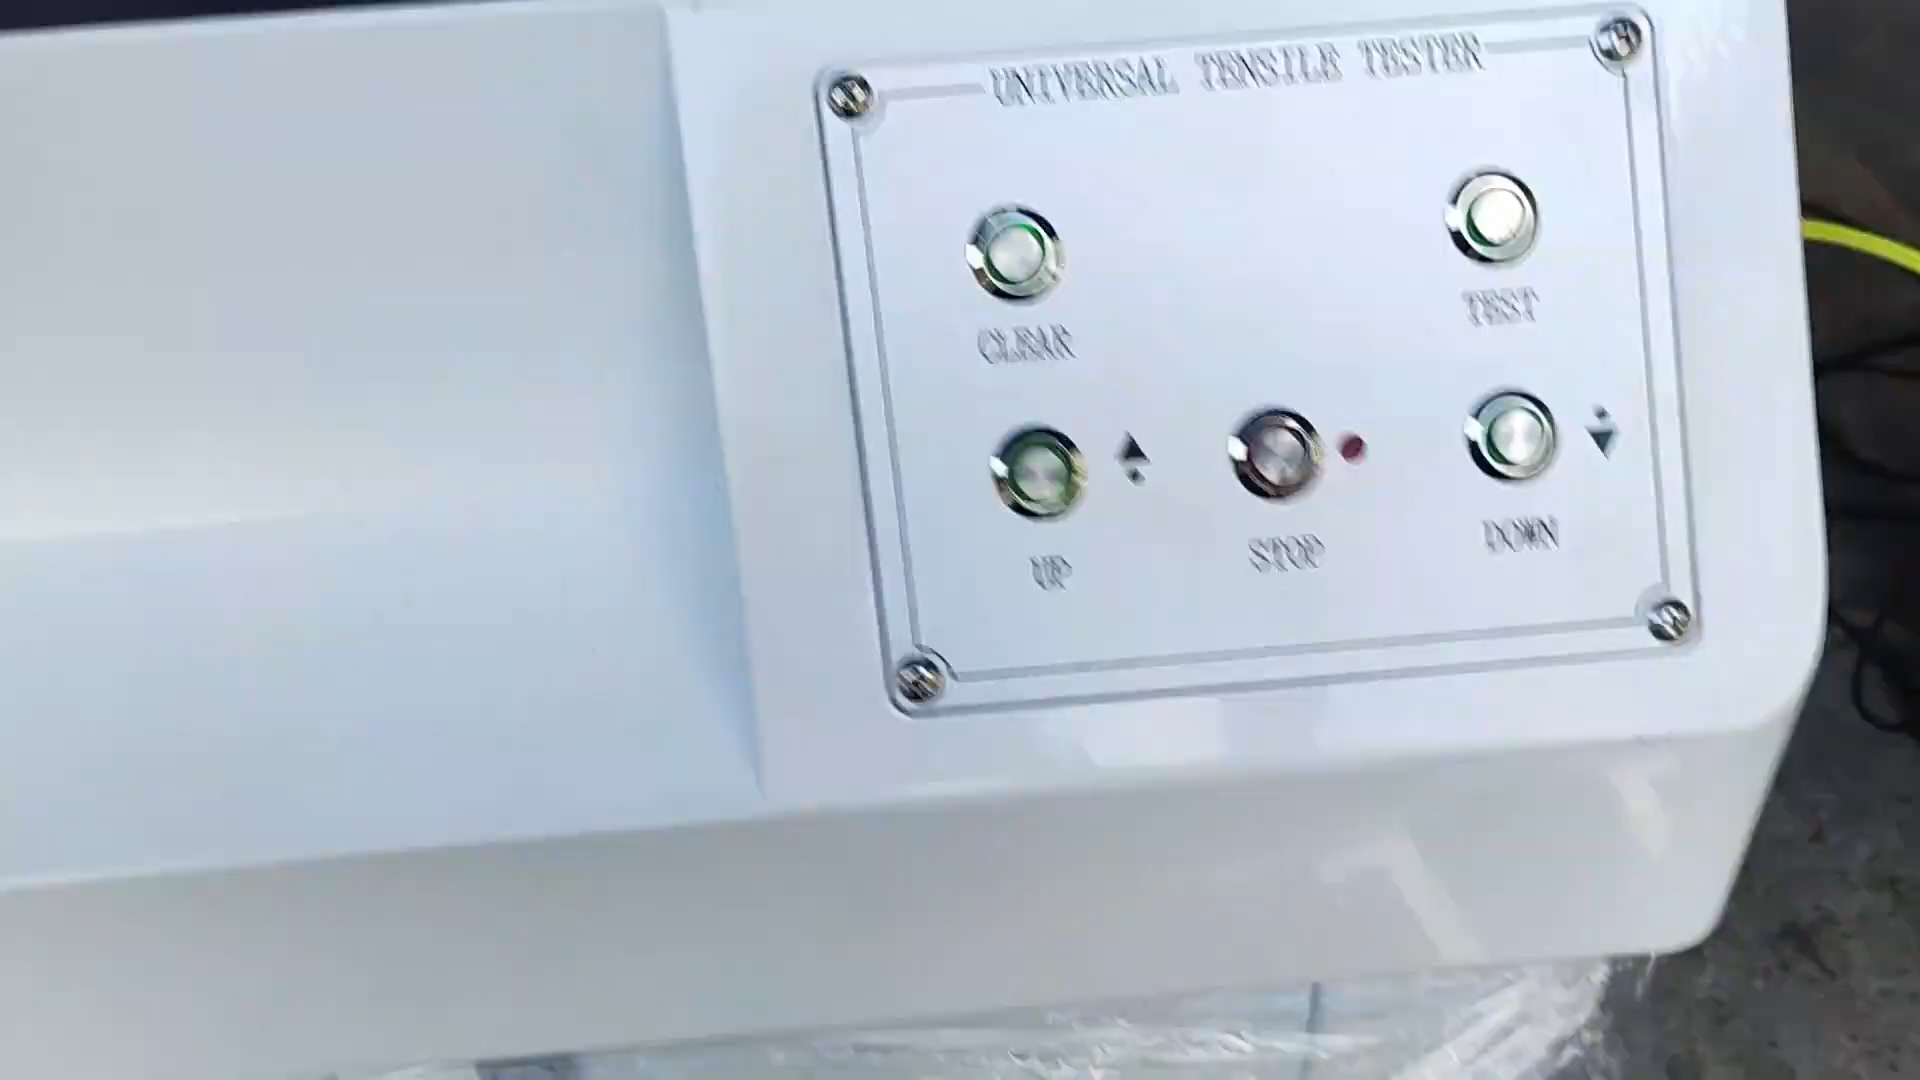 UNIVERSAL TENSILE TESTER
CLEAR
TEST
UP
STOP
DOWN